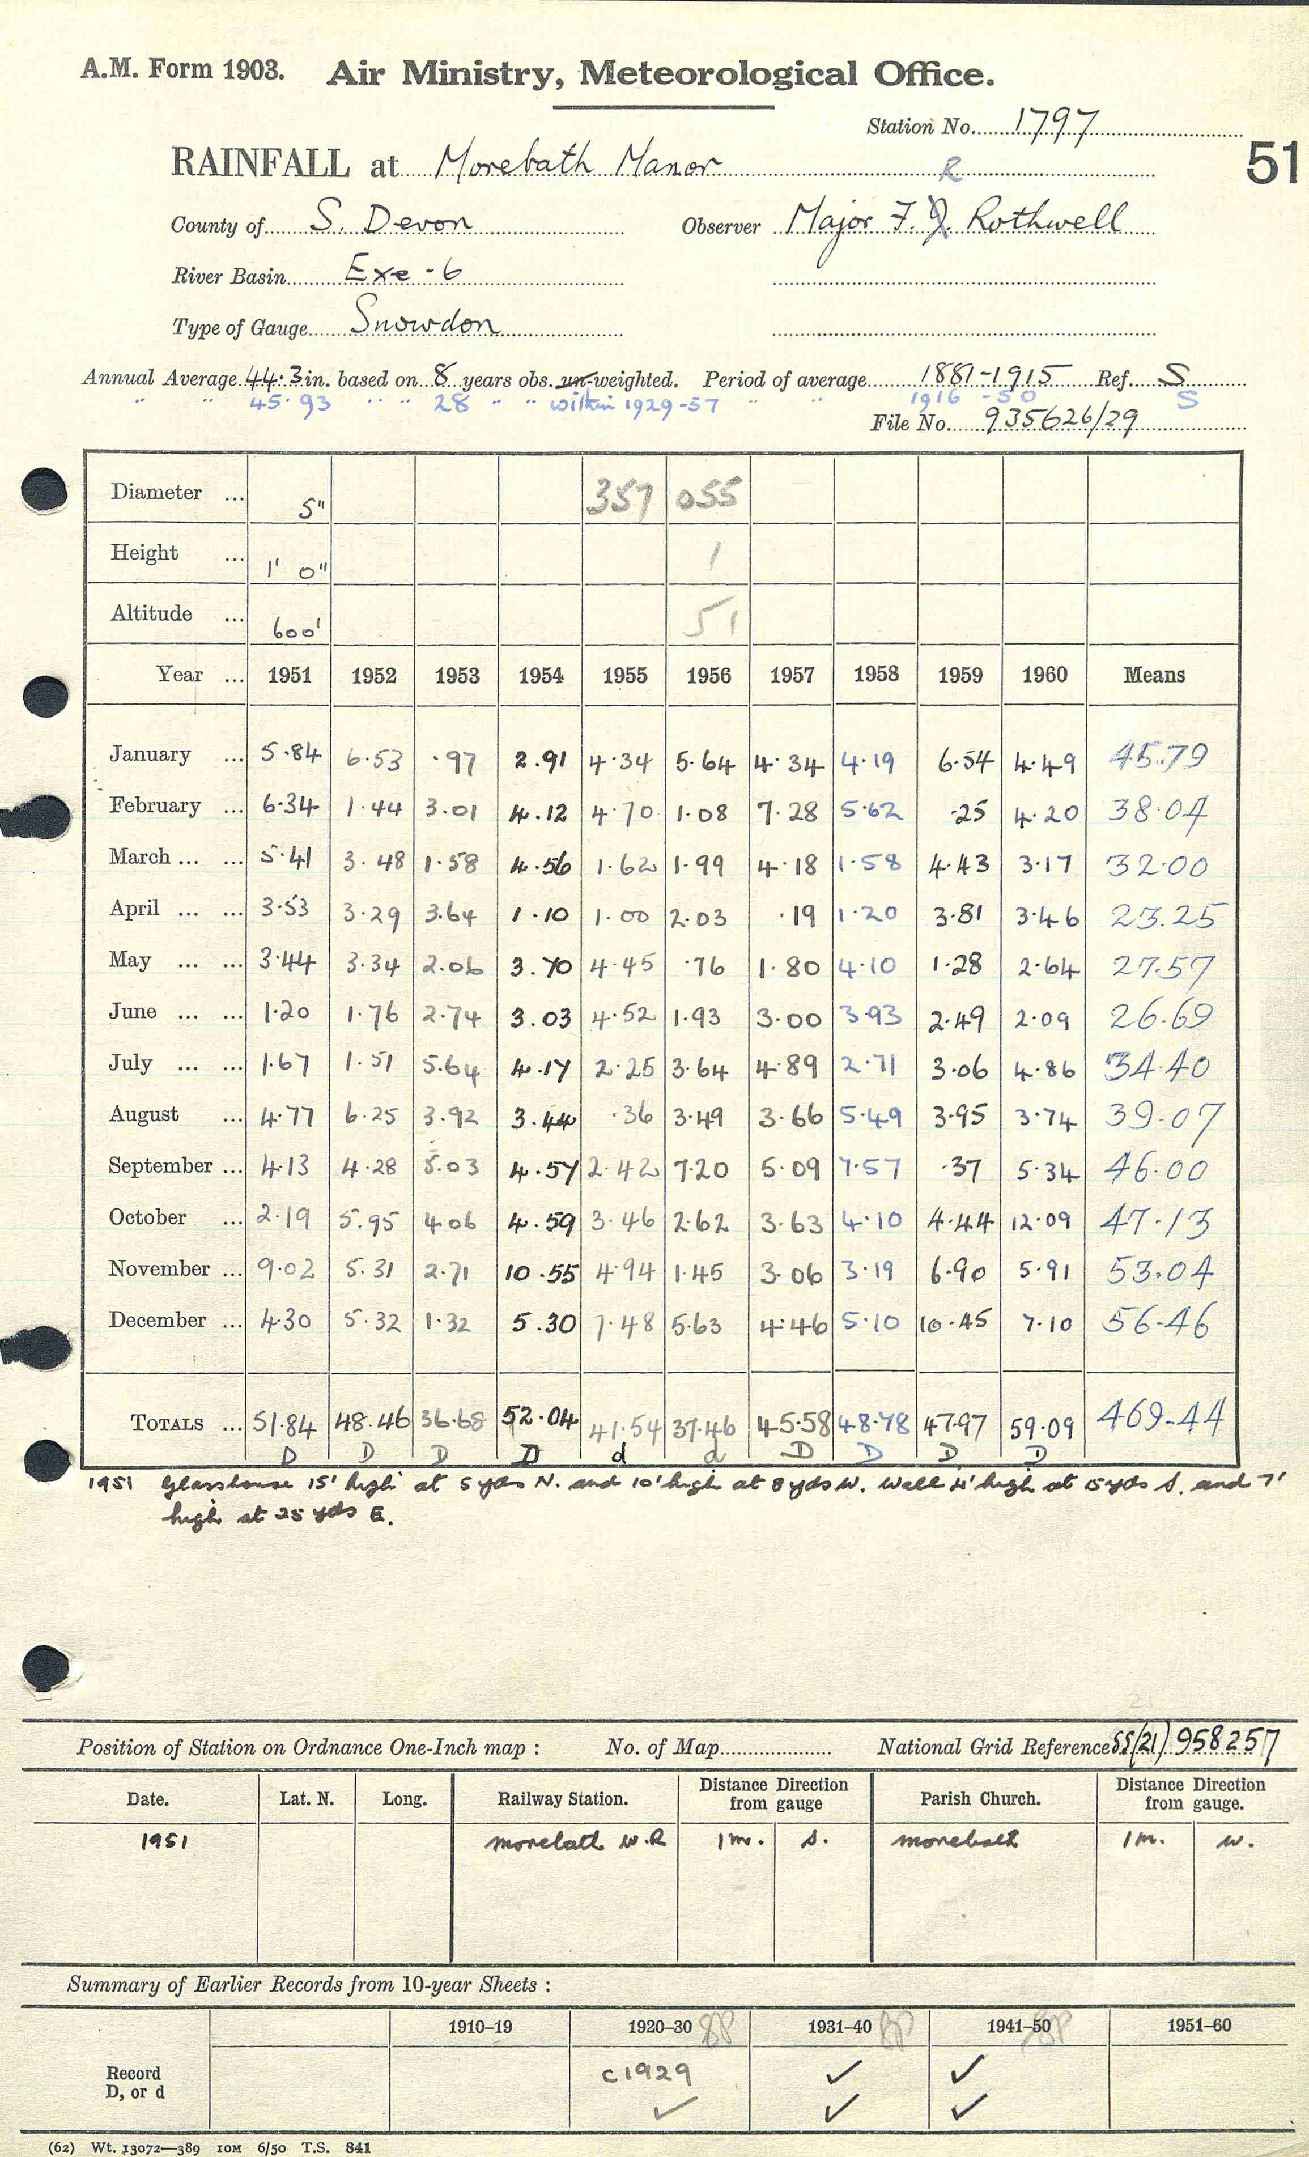 A.M. Form 1903. Air Ministry, Meteorological Office.
Station No. 1797
51
RAINFALL at Morebath Manor
R
County of S. Devon Observer Major F. J. Rothwell
River Basin Exe - 6
Type of Gauge Snowdon
Annual Average 44.3 in. based on 8 years obs. un-weighted. Period of average 1881-1915 Ref. S
" " 45.93 " " 28 " " within 1929-57 " " 1916-50 S
File No. 935626/29
Diameter ... 5" 357 055
Height ... 1' 0" 1
Altitude ... 600' 51
Year ... 1951 1952 1953 1954 1955 1956 1957 1958 1959 1960 Means
January ... 5.84 6.53 .97 2.91 4.34 5.64 4.34 4.19 6.54 4.49 45.79
February ... 6.34 1.44 3.01 4.12 4.70 1.08 7.28 5.62 .25 4.20 38.04
March ... ... 5.41 3.48 1.58 4.56 1.62 1.99 4.18 1.58 4.43 3.17 32.00
April ... ... 3.53 3.29 3.64 1.10 1.00 2.03 .19 1.20 3.81 3.46 23.25
May ... ... 3.44 3.34 2.06 3.70 4.45 .76 1.80 4.10 1.28 2.64 27.57
June ... ... 1.20 1.76 2.74 3.03 4.52 1.93 3.00 3.93 2.49 2.09 26.69
July ... ... 1.67 1.51 5.64 4.17 2.25 3.64 4.89 2.71 3.06 4.86 34.40
August ... 4.77 6.25 3.92 3.44 .36 3.49 3.66 5.49 3.95 3.74 39.07
September ... 4.13 4.28 5.03 4.57 2.42 7.20 5.09 7.57 .37 5.34 46.00
October ... 2.19 5.95 4.06 4.59 3.46 2.62 3.63 4.10 4.44 12.09 47.13
November ... 9.02 5.31 2.71 10.55 4.94 1.45 3.06 3.19 6.90 5.91 53.04
December ... 4.30 5.32 1.32 5.30 7.48 5.63 4.46 5.10 10.45 7.10 56.46
TOTALS ... 51.84 48.46 36.68 52.04 41.54 37.46 45.58 48.78 47.97 59.09 469.44
D D D D d d D D D D
1951 Glasshouse 15' high at 5 yds N. and 10' high at 8 yds W. Wall 4' high at 15 yds S. and 7'
high at 25 yds E.
Position of Station on Ordnance One-Inch map : No. of Map National Grid Reference SS/(21) 958257
Date. Lat. N. Long. Railway Station. Distance Direction from gauge Parish Church. Distance Direction from gauge.
1951 Morebath W.R 1m. S. Morebath 1m. W.
Summary of Earlier Records from 10-year Sheets :
1910–19 1920–30 1931–40 1941–50 1951–60
Record c1929 ✓ ✓
D, or d ✓ ✓ ✓
(62) Wt. 13072—389 10M 6/50 T.S. 841